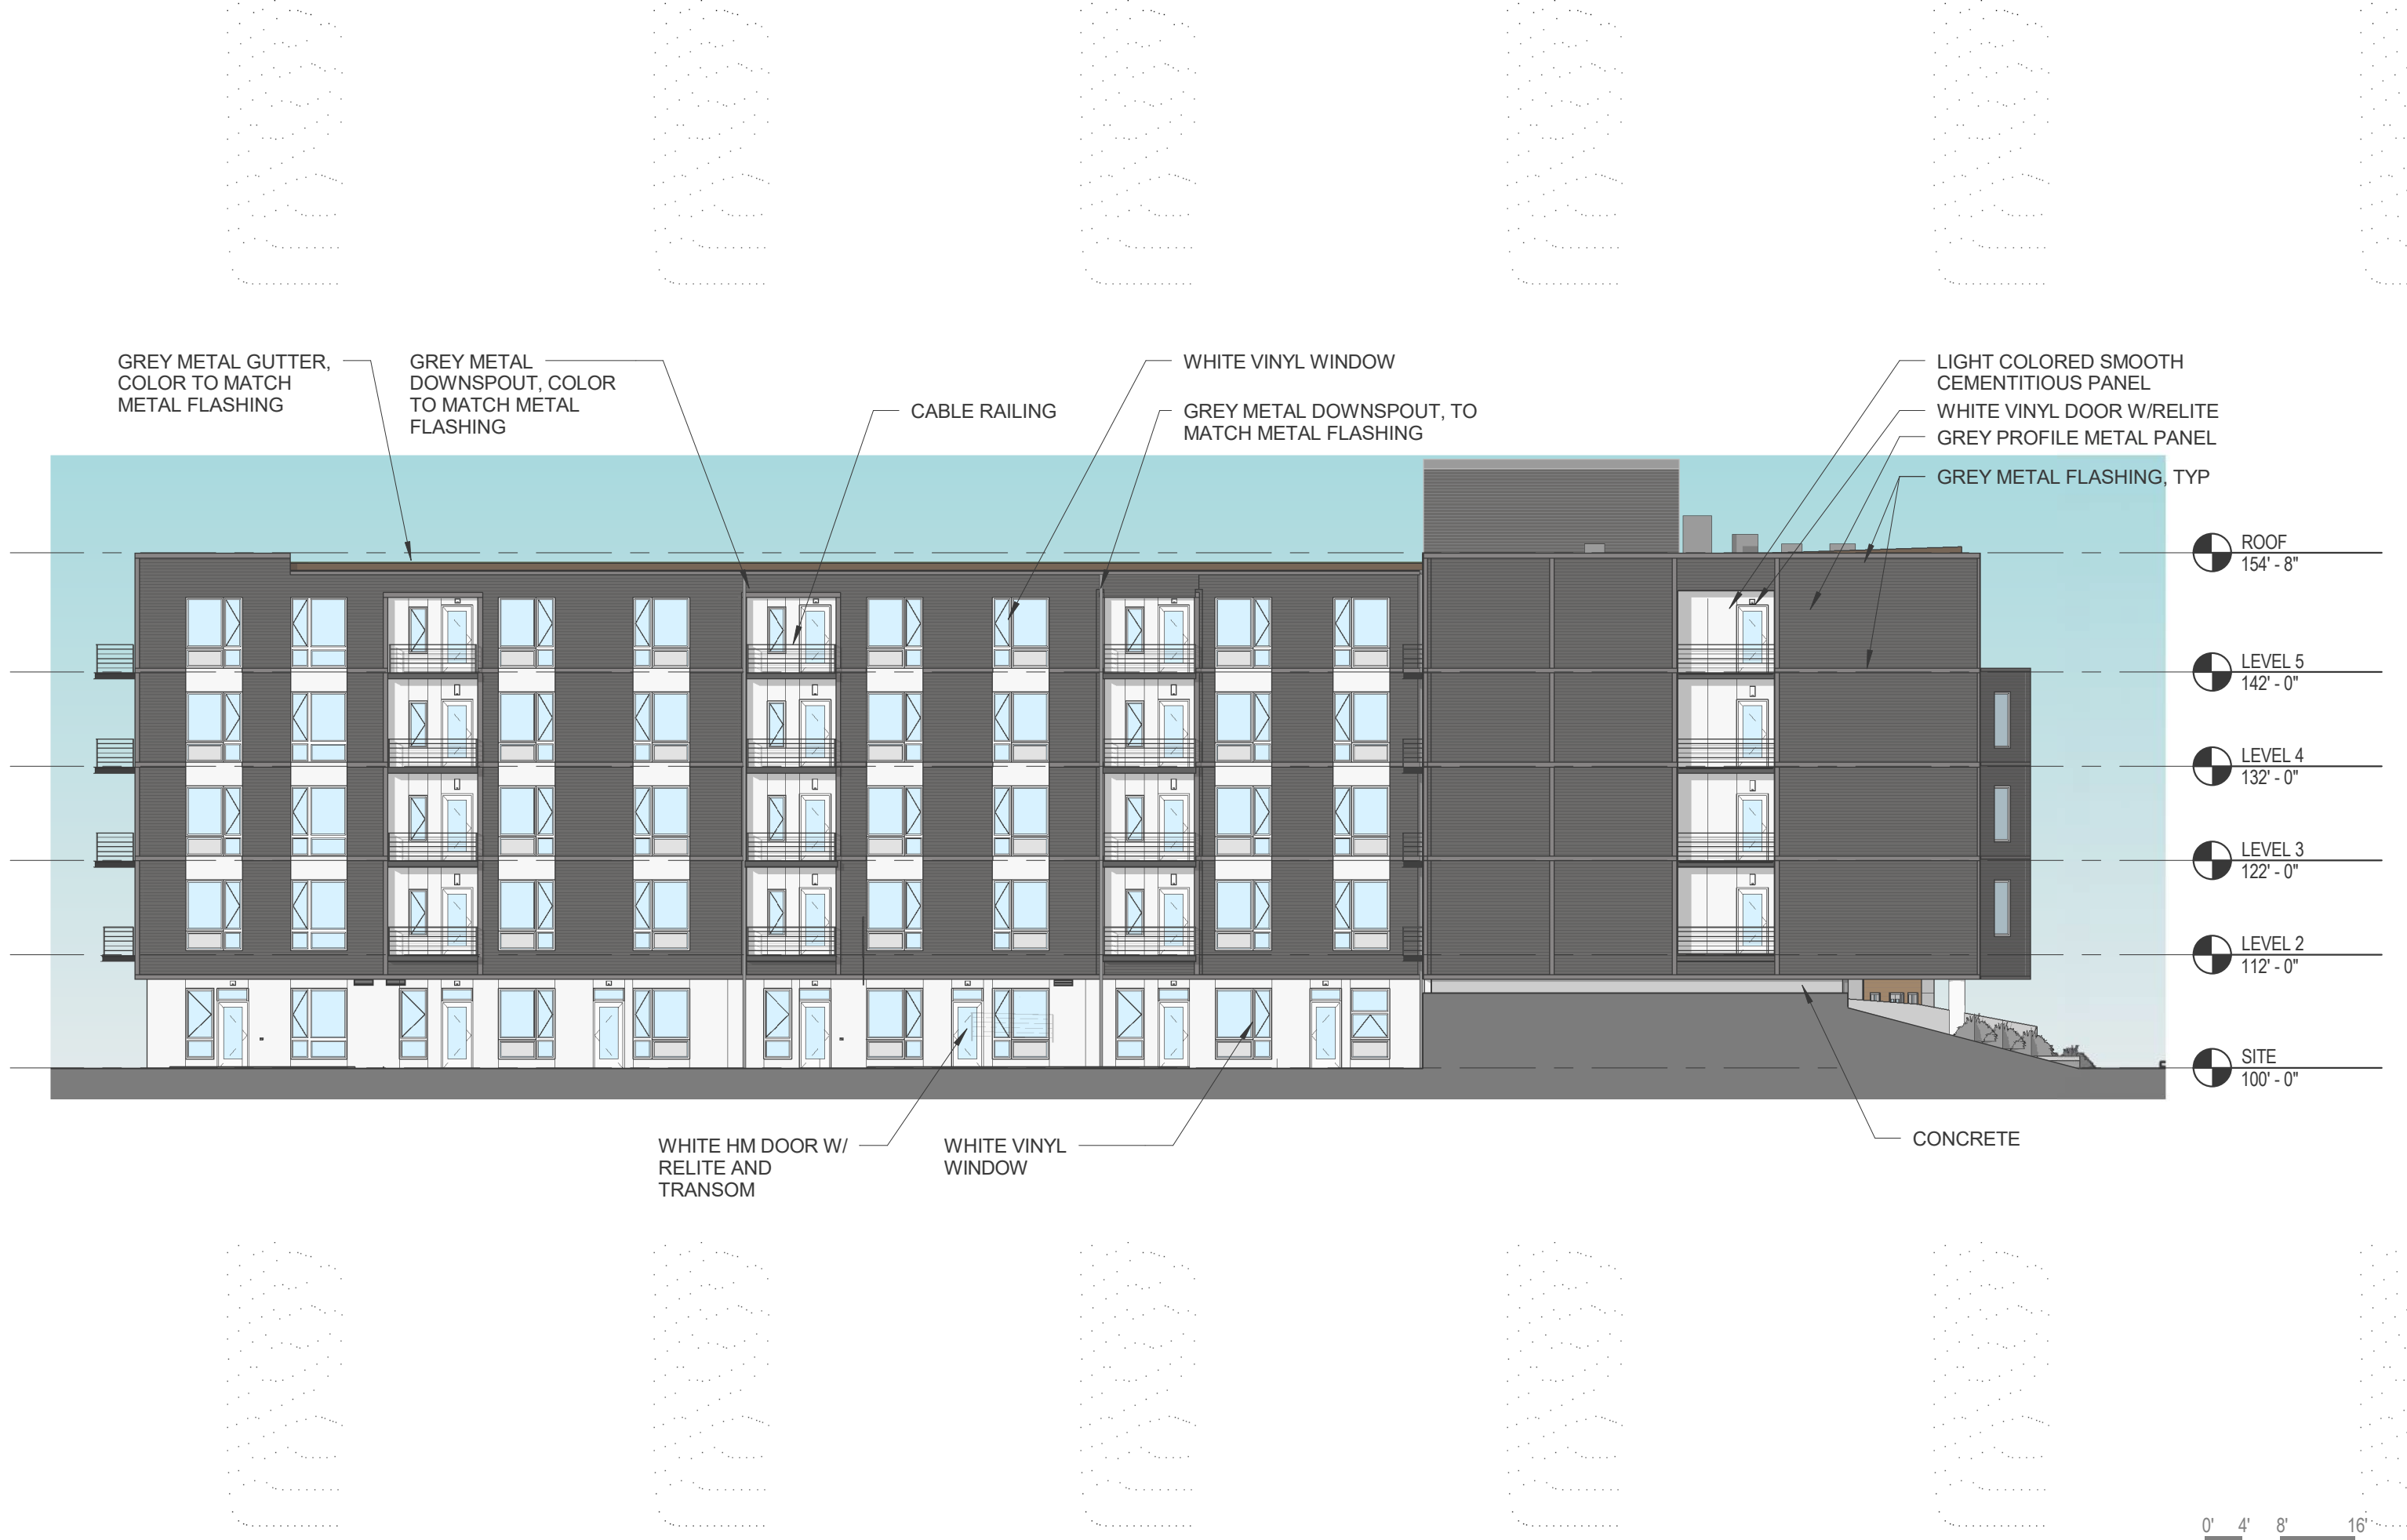 GREY METAL GUTTER,
COLOR TO MATCH
METAL FLASHING
GREY METAL
DOWNSPOUT, COLOR
TO MATCH METAL
FLASHING
CABLE RAILING
WHITE VINYL WINDOW
GREY METAL DOWNSPOUT, TO
MATCH METAL FLASHING
LIGHT COLORED SMOOTH
CEMENTITIOUS PANEL
WHITE VINYL DOOR W/RELITE
GREY PROFILE METAL PANEL
GREY METAL FLASHING, TYP
ROOF
154' - 8"
LEVEL 5
142' - 0"
LEVEL 4
132' - 0"
LEVEL 3
122' - 0"
LEVEL 2
112' - 0"
SITE
100' - 0"
WHITE HM DOOR W/
RELITE AND
TRANSOM
WHITE VINYL
WINDOW
CONCRETE
0' 4' 8' 16'